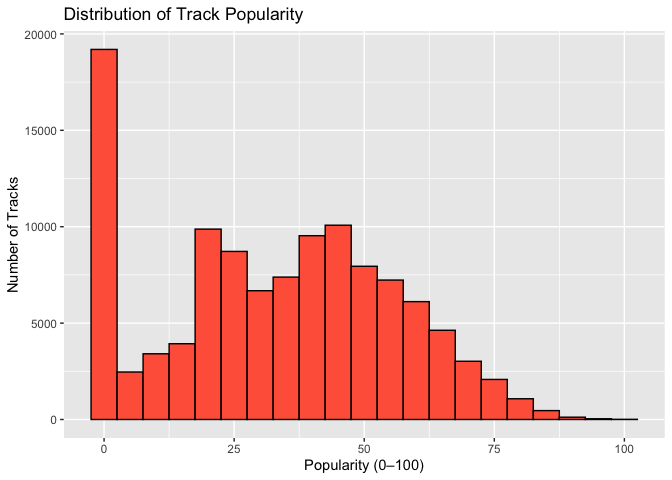 Distribution of Track Popularity
20000
15000
10000
5000
0
Number of Tracks
0 25 50 75 100
Popularity (0–100)